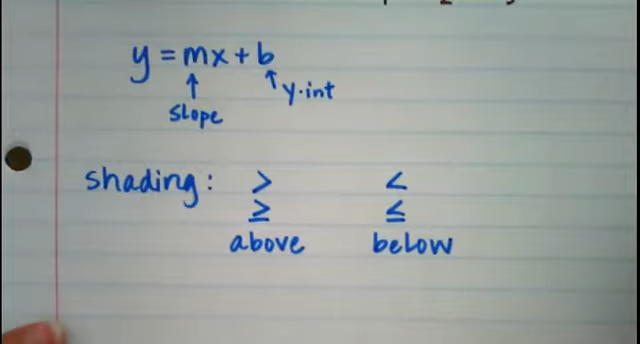 y = mx + b
slope
y.int
shading: > <
≥ ≤
above below